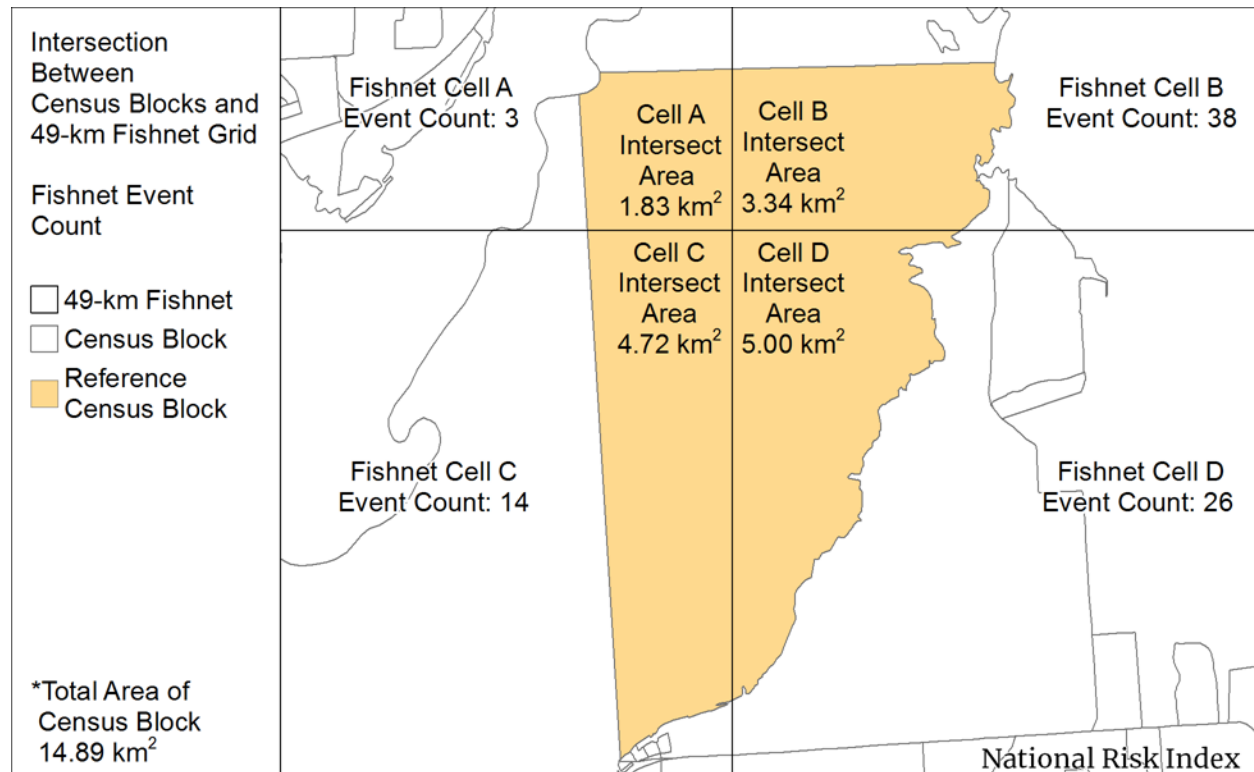 Intersection
Between
Census Blocks and
49-km Fishnet Grid
Fishnet Event
Count
49-km Fishnet
Census Block
Reference
Census Block
*Total Area of
Census Block
14.89 km²
Fishnet Cell A
Event Count: 3
Cell A
Intersect
Area
1.83 km²
Cell B
Intersect
Area
3.34 km²
Fishnet Cell B
Event Count: 38
Cell C
Intersect
Area
4.72 km²
Cell D
Intersect
Area
5.00 km²
Fishnet Cell C
Event Count: 14
Fishnet Cell D
Event Count: 26
National Risk Index